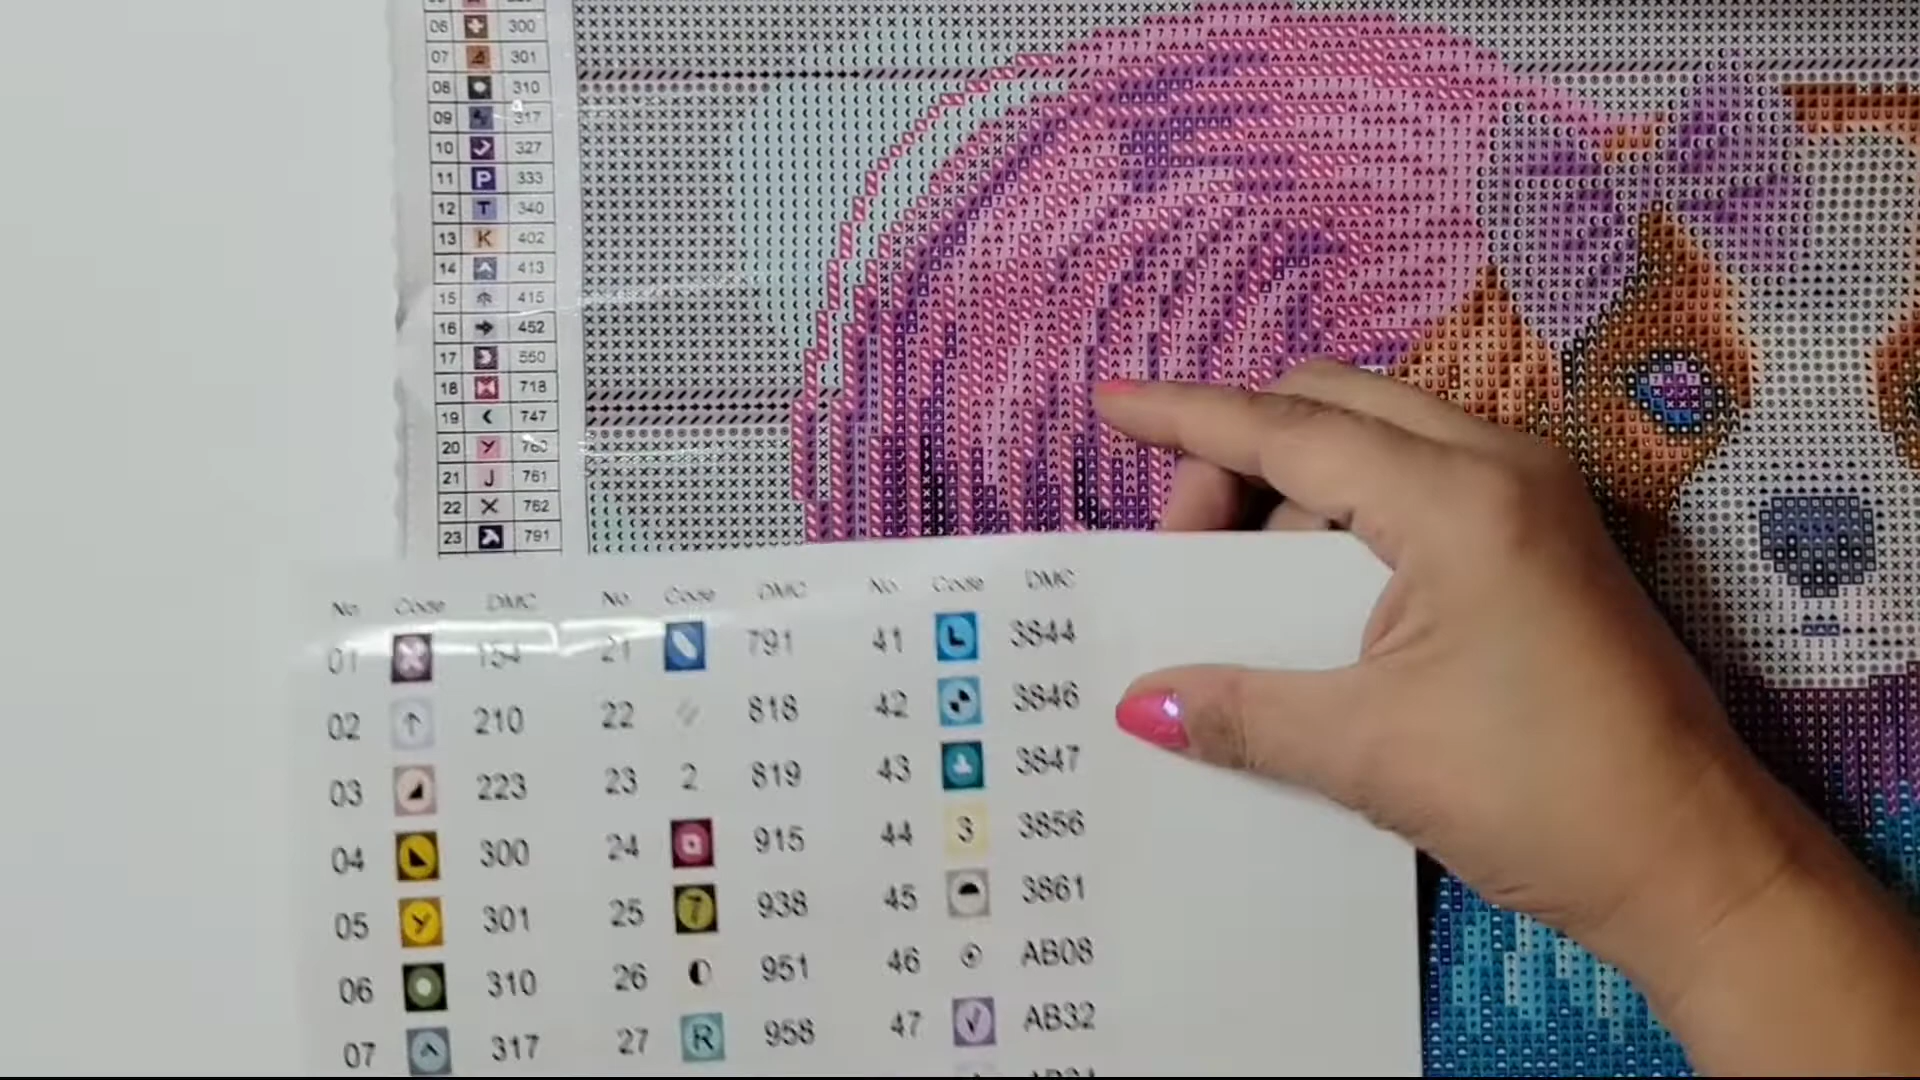 06 300
07 301
08 310
09 317
10 327
11 P 333
12 T 340
13 K 402
14 413
15 415
16 452
17 550
18 718
19 747
20 Y 760
21 J 761
22 X 762
23 791
No Code DMC No Code DMC No Code DMC
01 154 21 791 41 L 3844
02 210 22 818 42 3846
03 223 23 2 819 43 3847
04 300 24 915 44 3 3856
05 Y 301 25 7 938 45 3861
06 310 26 951 46 AB08
07 317 27 R 958 47 AB32